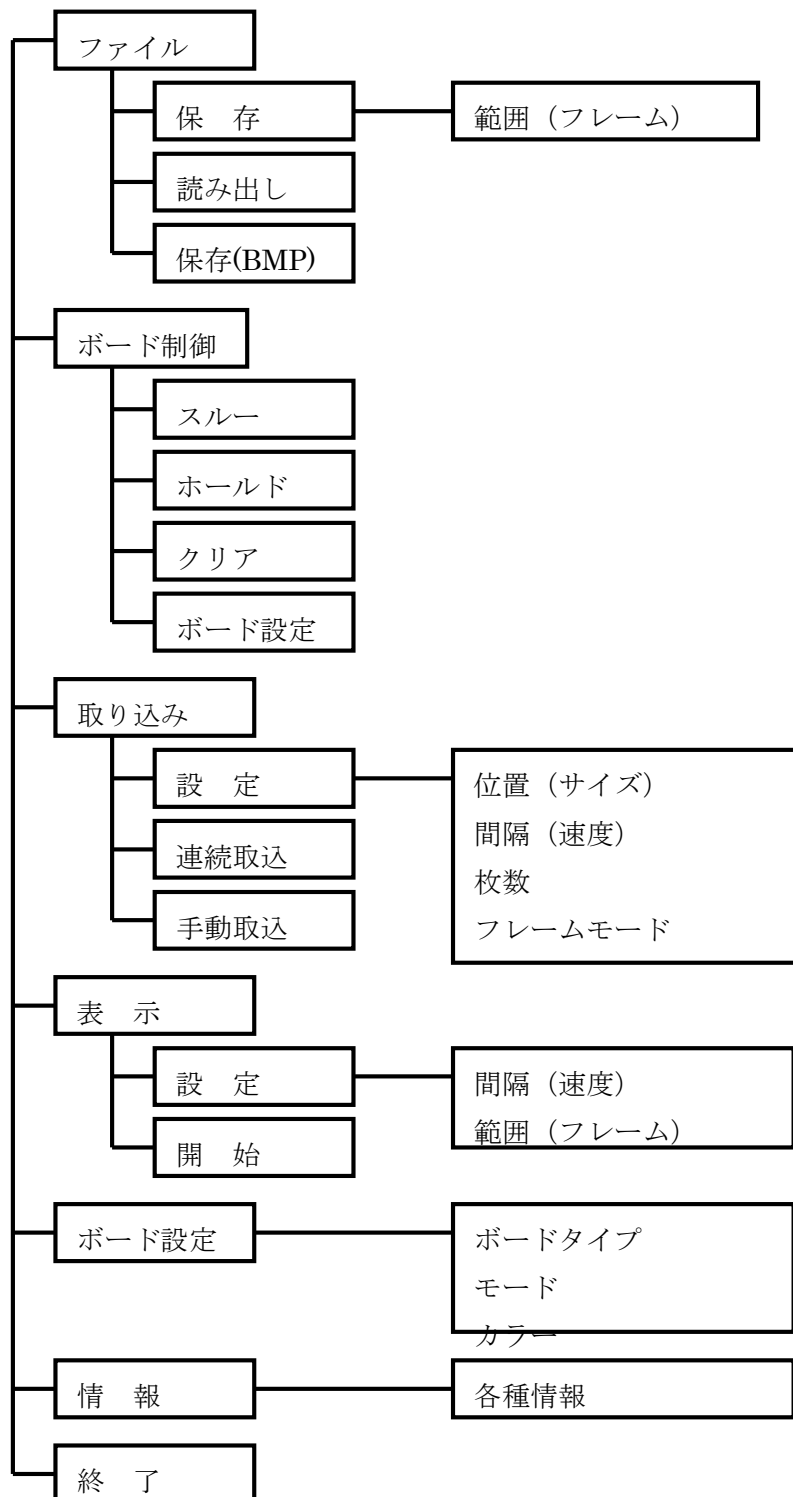 ファイル
保　存
範囲（フレーム）
読み出し
保存(BMP)
ボード制御
スルー
ホールド
クリア
ボード設定
取り込み
設　定
位置（サイズ）
間隔（速度）
枚数
フレームモード
連続取込
手動取込
表　示
設　定
間隔（速度）
範囲（フレーム）
開　始
ボード設定
ボードタイプ
モード
カラー
情　報
各種情報
終　了